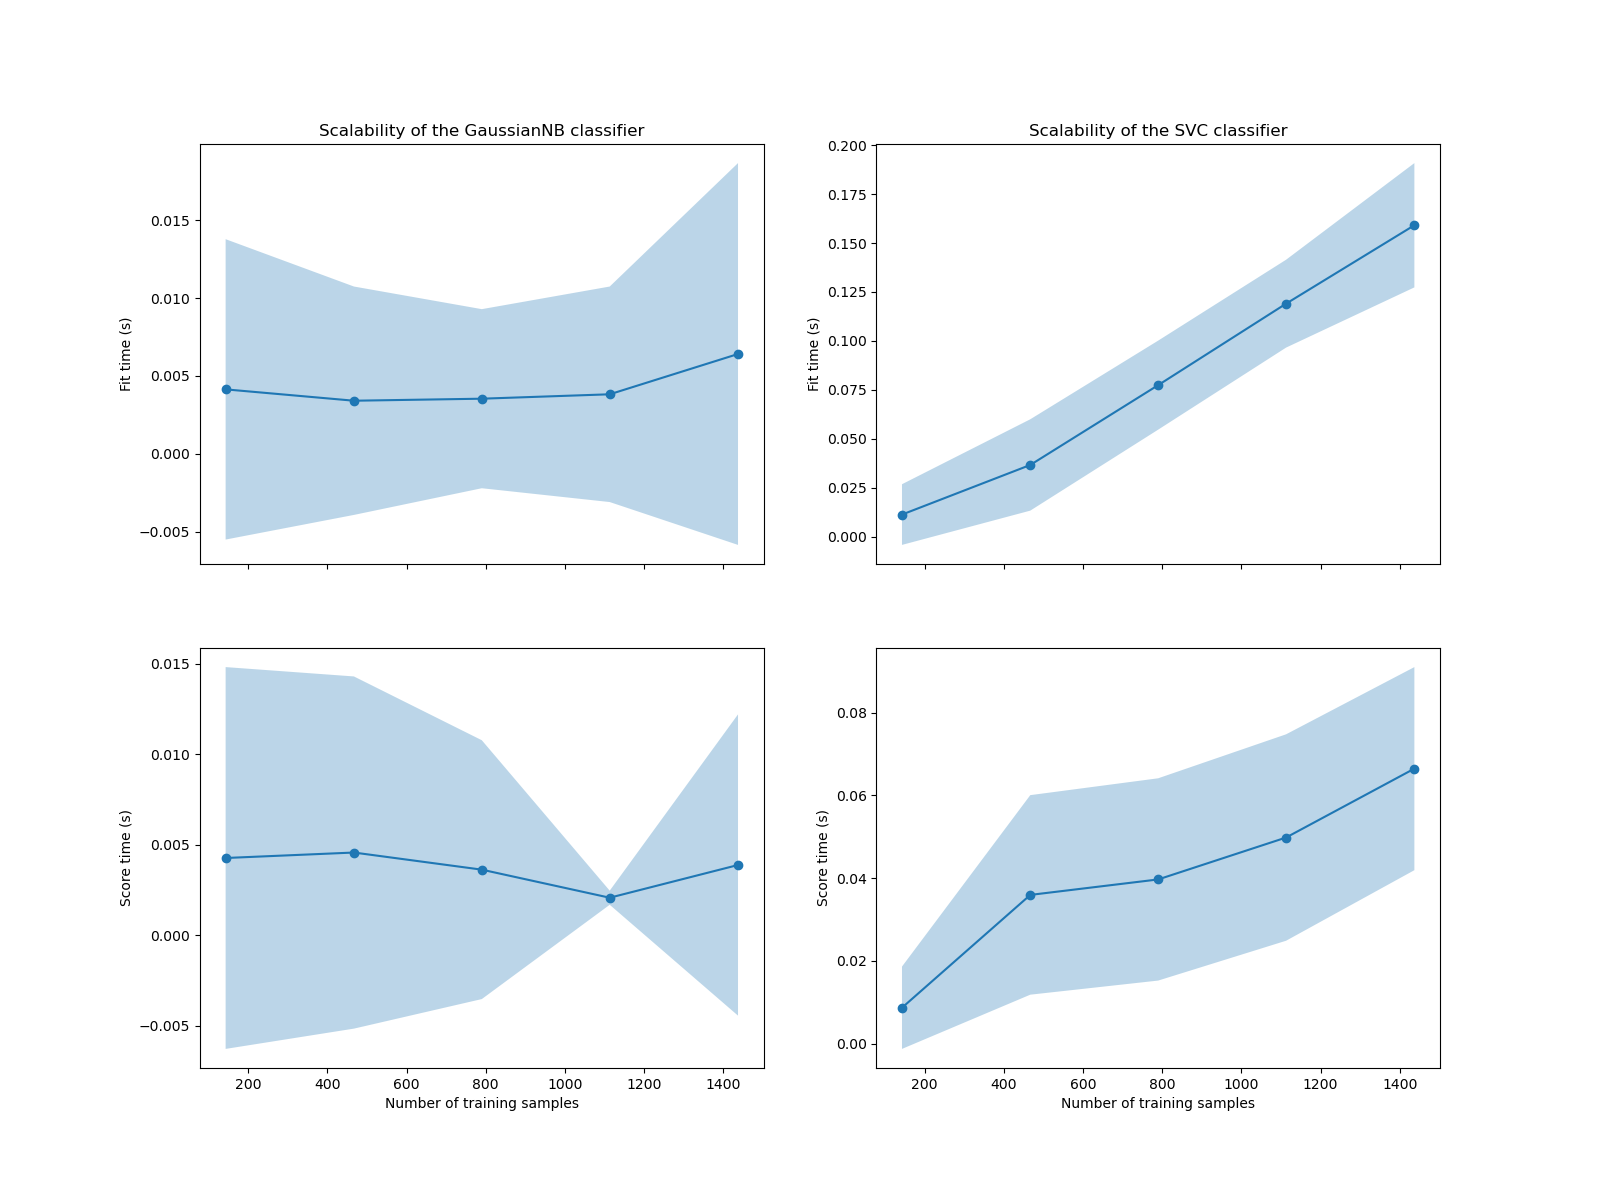 Scalability of the GaussianNB classifier
Fit time (s)
0.015
0.010
0.005
0.000
−0.005
Scalability of the SVC classifier
Fit time (s)
0.200
0.175
0.150
0.125
0.100
0.075
0.050
0.025
0.000
Score time (s)
0.015
0.010
0.005
0.000
−0.005
200 400 600 800 1000 1200 1400
Number of training samples
Score time (s)
0.08
0.06
0.04
0.02
0.00
200 400 600 800 1000 1200 1400
Number of training samples